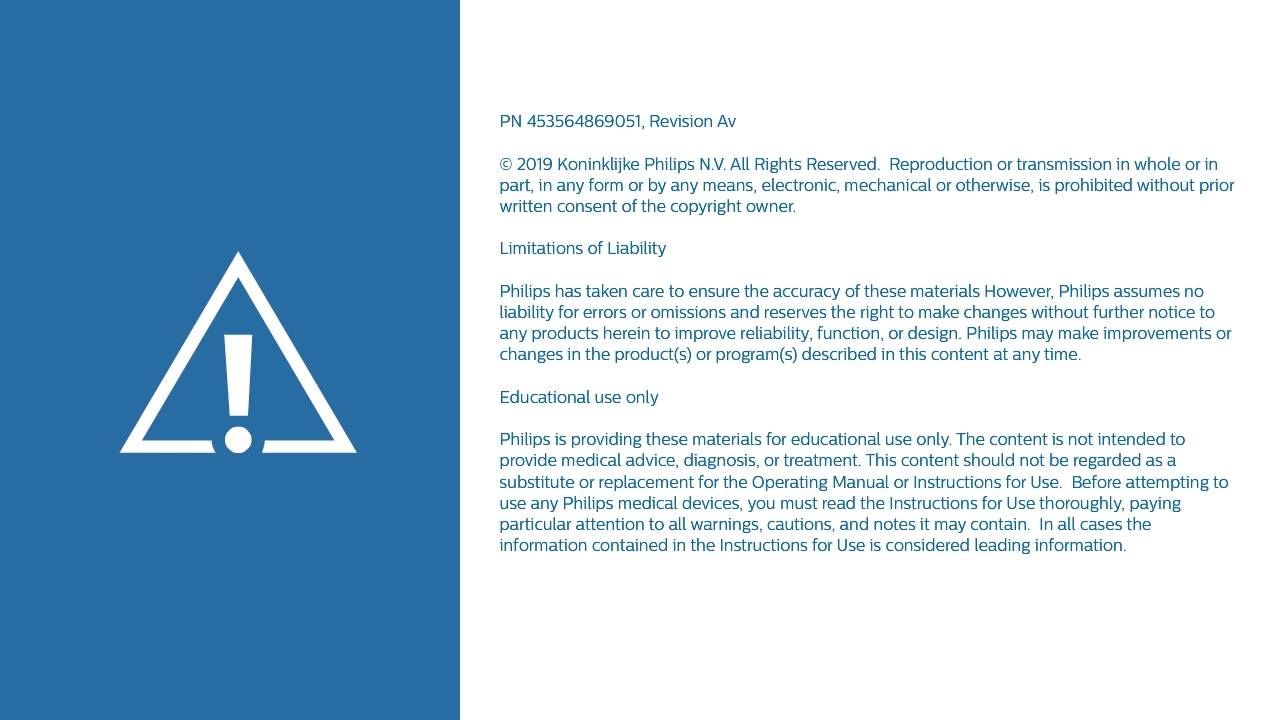 PN 453564869051, Revision Av
© 2019 Koninklijke Philips N.V. All Rights Reserved.  Reproduction or transmission in whole or in
part, in any form or by any means, electronic, mechanical or otherwise, is prohibited without prior
written consent of the copyright owner.
Limitations of Liability
Philips has taken care to ensure the accuracy of these materials However, Philips assumes no
liability for errors or omissions and reserves the right to make changes without further notice to
any products herein to improve reliability, function, or design. Philips may make improvements or
changes in the product(s) or program(s) described in this content at any time.
Educational use only
Philips is providing these materials for educational use only. The content is not intended to
provide medical advice, diagnosis, or treatment. This content should not be regarded as a
substitute or replacement for the Operating Manual or Instructions for Use.  Before attempting to
use any Philips medical devices, you must read the Instructions for Use thoroughly, paying
particular attention to all warnings, cautions, and notes it may contain.  In all cases the
information contained in the Instructions for Use is considered leading information.